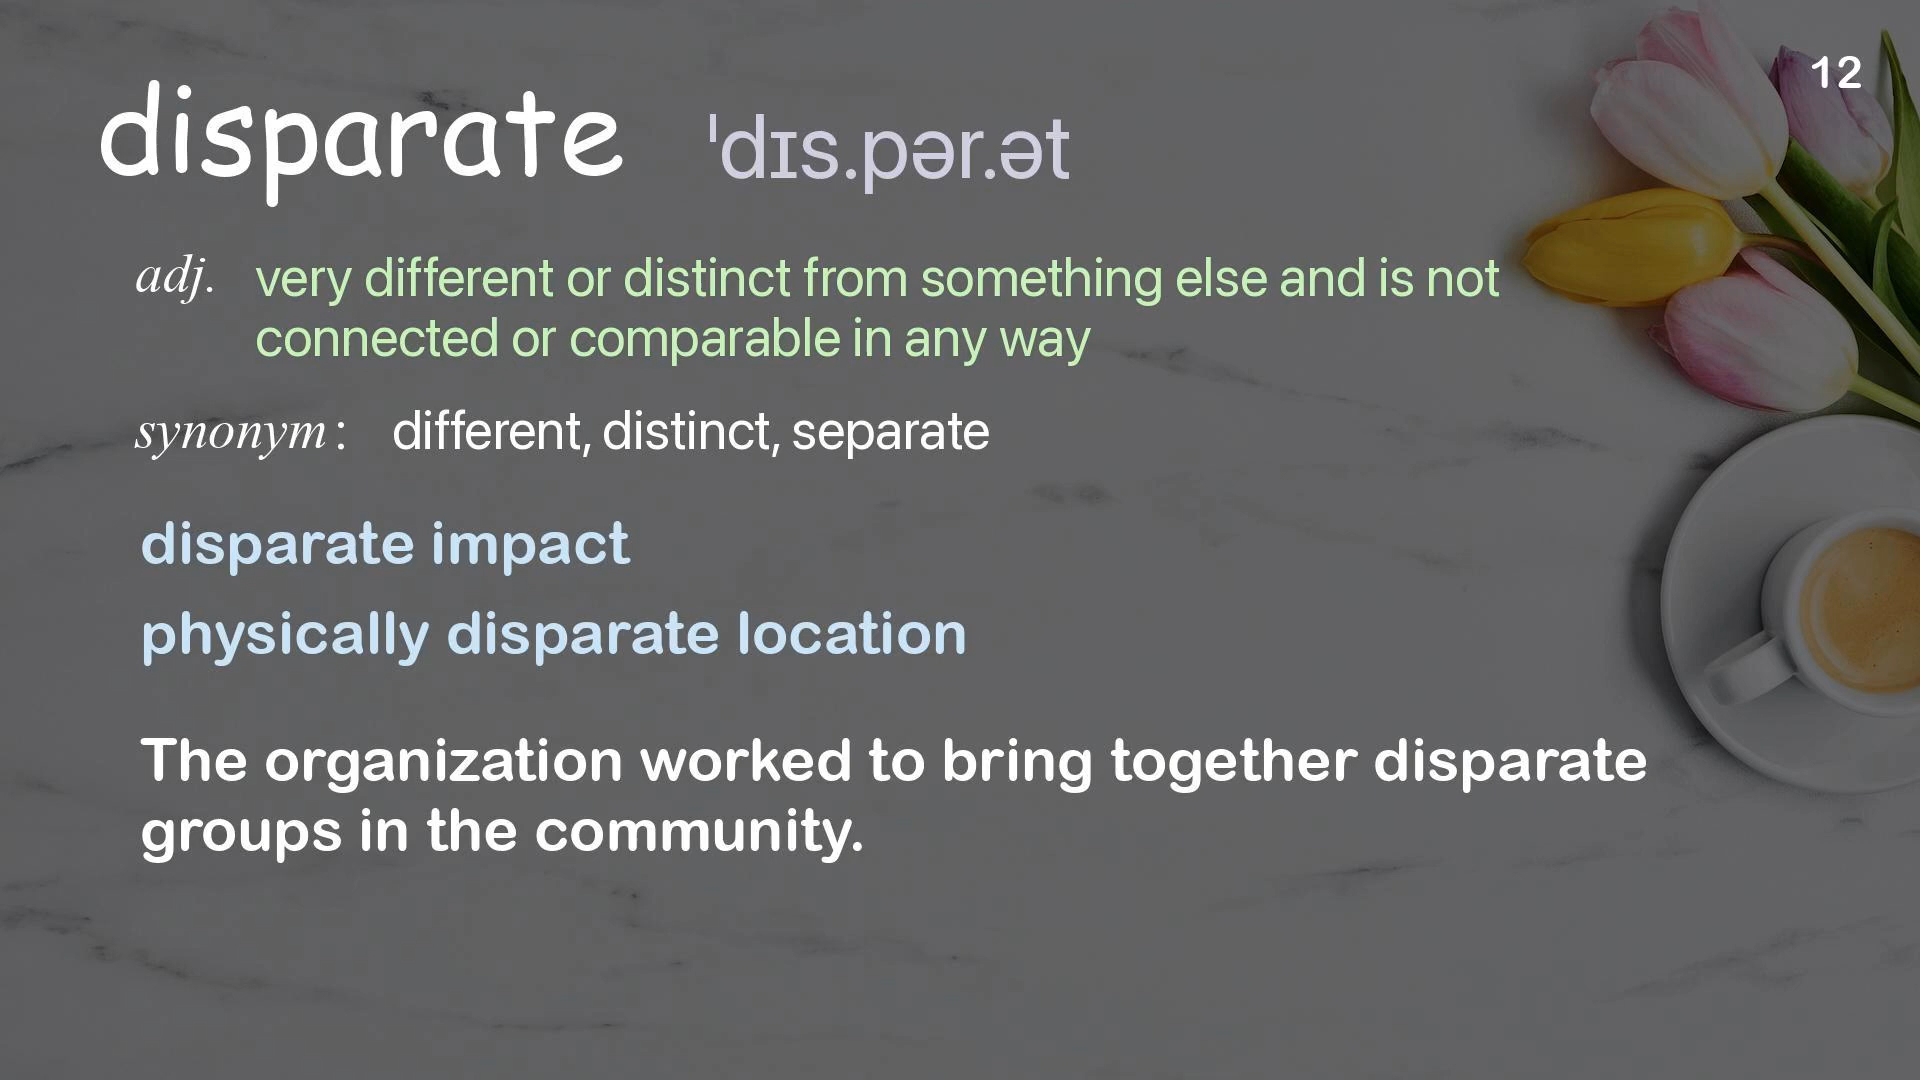 12
disparate ˈdɪs.pər.ət
adj. very different or distinct from something else and is not
connected or comparable in any way
synonym: different, distinct, separate
disparate impact
physically disparate location
The organization worked to bring together disparate
groups in the community.